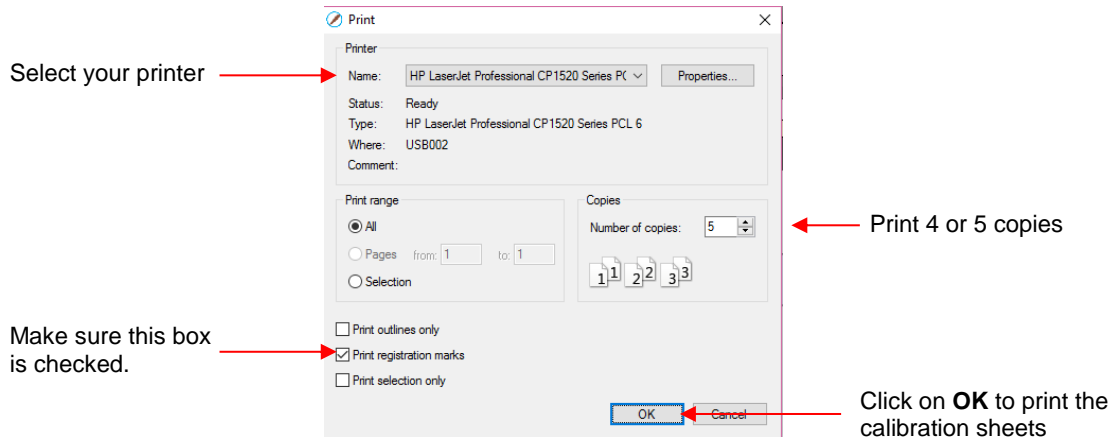 Print
Printer
Select your printer
Name: HP LaserJet Professional CP1520 Series P( Properties...
Status: Ready
Type: HP LaserJet Professional CP1520 Series PCL 6
Where: USB002
Comment:
Print range
All
Pages from: 1 to: 1
Selection
Copies
Number of copies: 5
1 1 2 2 3 3
Print 4 or 5 copies
Make sure this box
is checked.
Print outlines only
Print registration marks
Print selection only
OK Cancel
Click on OK to print the
calibration sheets